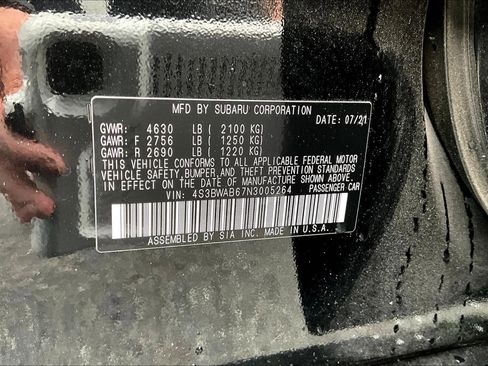 MFD BY SUBARU CORPORATION
DATE: 07/21
GVWR: 4630 LB ( 2100 KG)
GAWR: F 2756 LB ( 1250 KG)
GAWR: R 2690 LB ( 1220 KG)
THIS VEHICLE CONFORMS TO ALL APPLICABLE FEDERAL MOTOR
VEHICLE SAFETY,BUMPER,AND THEFT PREVENTION STANDARDS
IN EFFECT ON THE DATE OF MANUFACTURE SHOWN ABOVE.
VIN: 4S3BWAB67N3005264 PASSENGER CAR
ASSEMBLED BY SIA INC. MADE IN U.S.A.